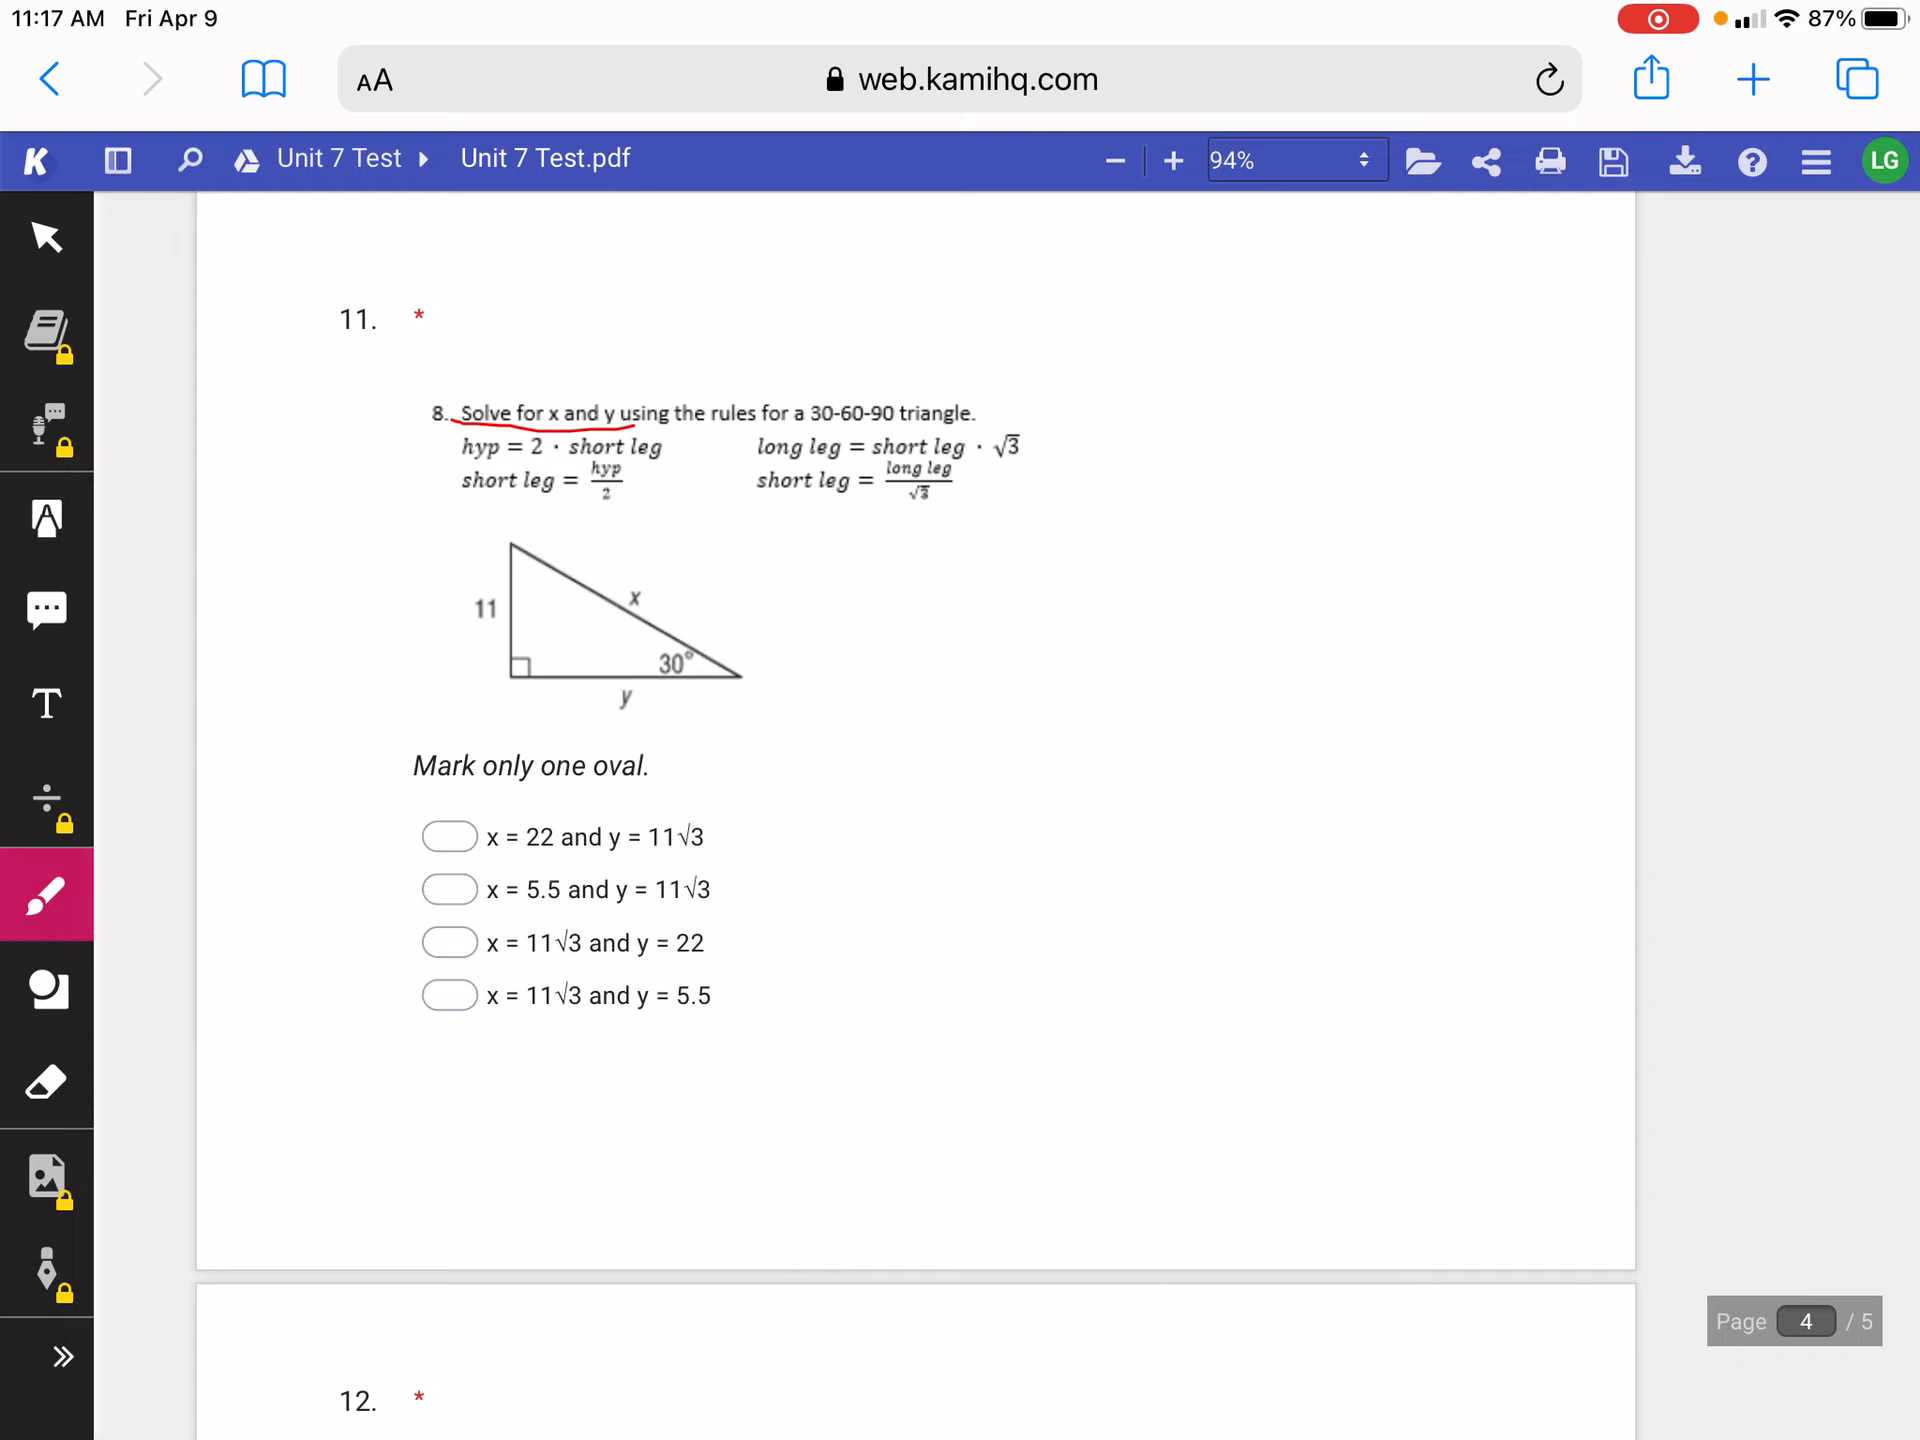 11:17 AM Fri Apr 9
87%
AA
web.kamihq.com
K
Unit 7 Test
Unit 7 Test.pdf
94%
LG
11. *
8. Solve for x and y using the rules for a 30-60-90 triangle.
hyp = 2 · short leg
long leg = short leg · √3
short leg = hyp/2
short leg = long leg/√3
11
x
30°
y
Mark only one oval.
x = 22 and y = 11√3
x = 5.5 and y = 11√3
x = 11√3 and y = 22
x = 11√3 and y = 5.5
Page 4 / 5
12. *